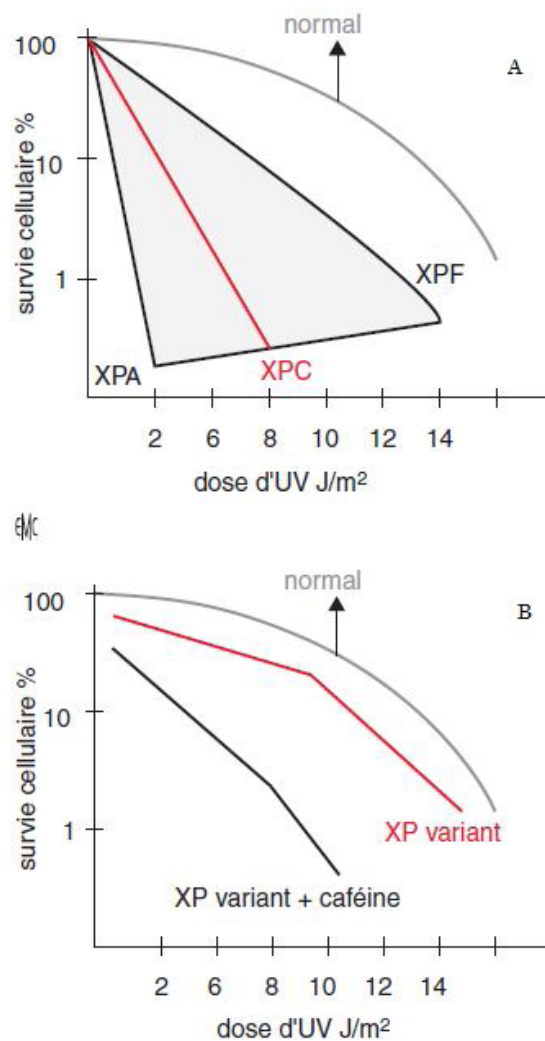 normal
A
100
10
1
survie cellulaire %
XPF
XPA
XPC
2 6 8 10 12 14
dose d'UV J/m²
EMC
normal
B
100
10
1
survie cellulaire %
XP variant
XP variant + caféine
2 6 8 10 12 14
dose d'UV J/m²